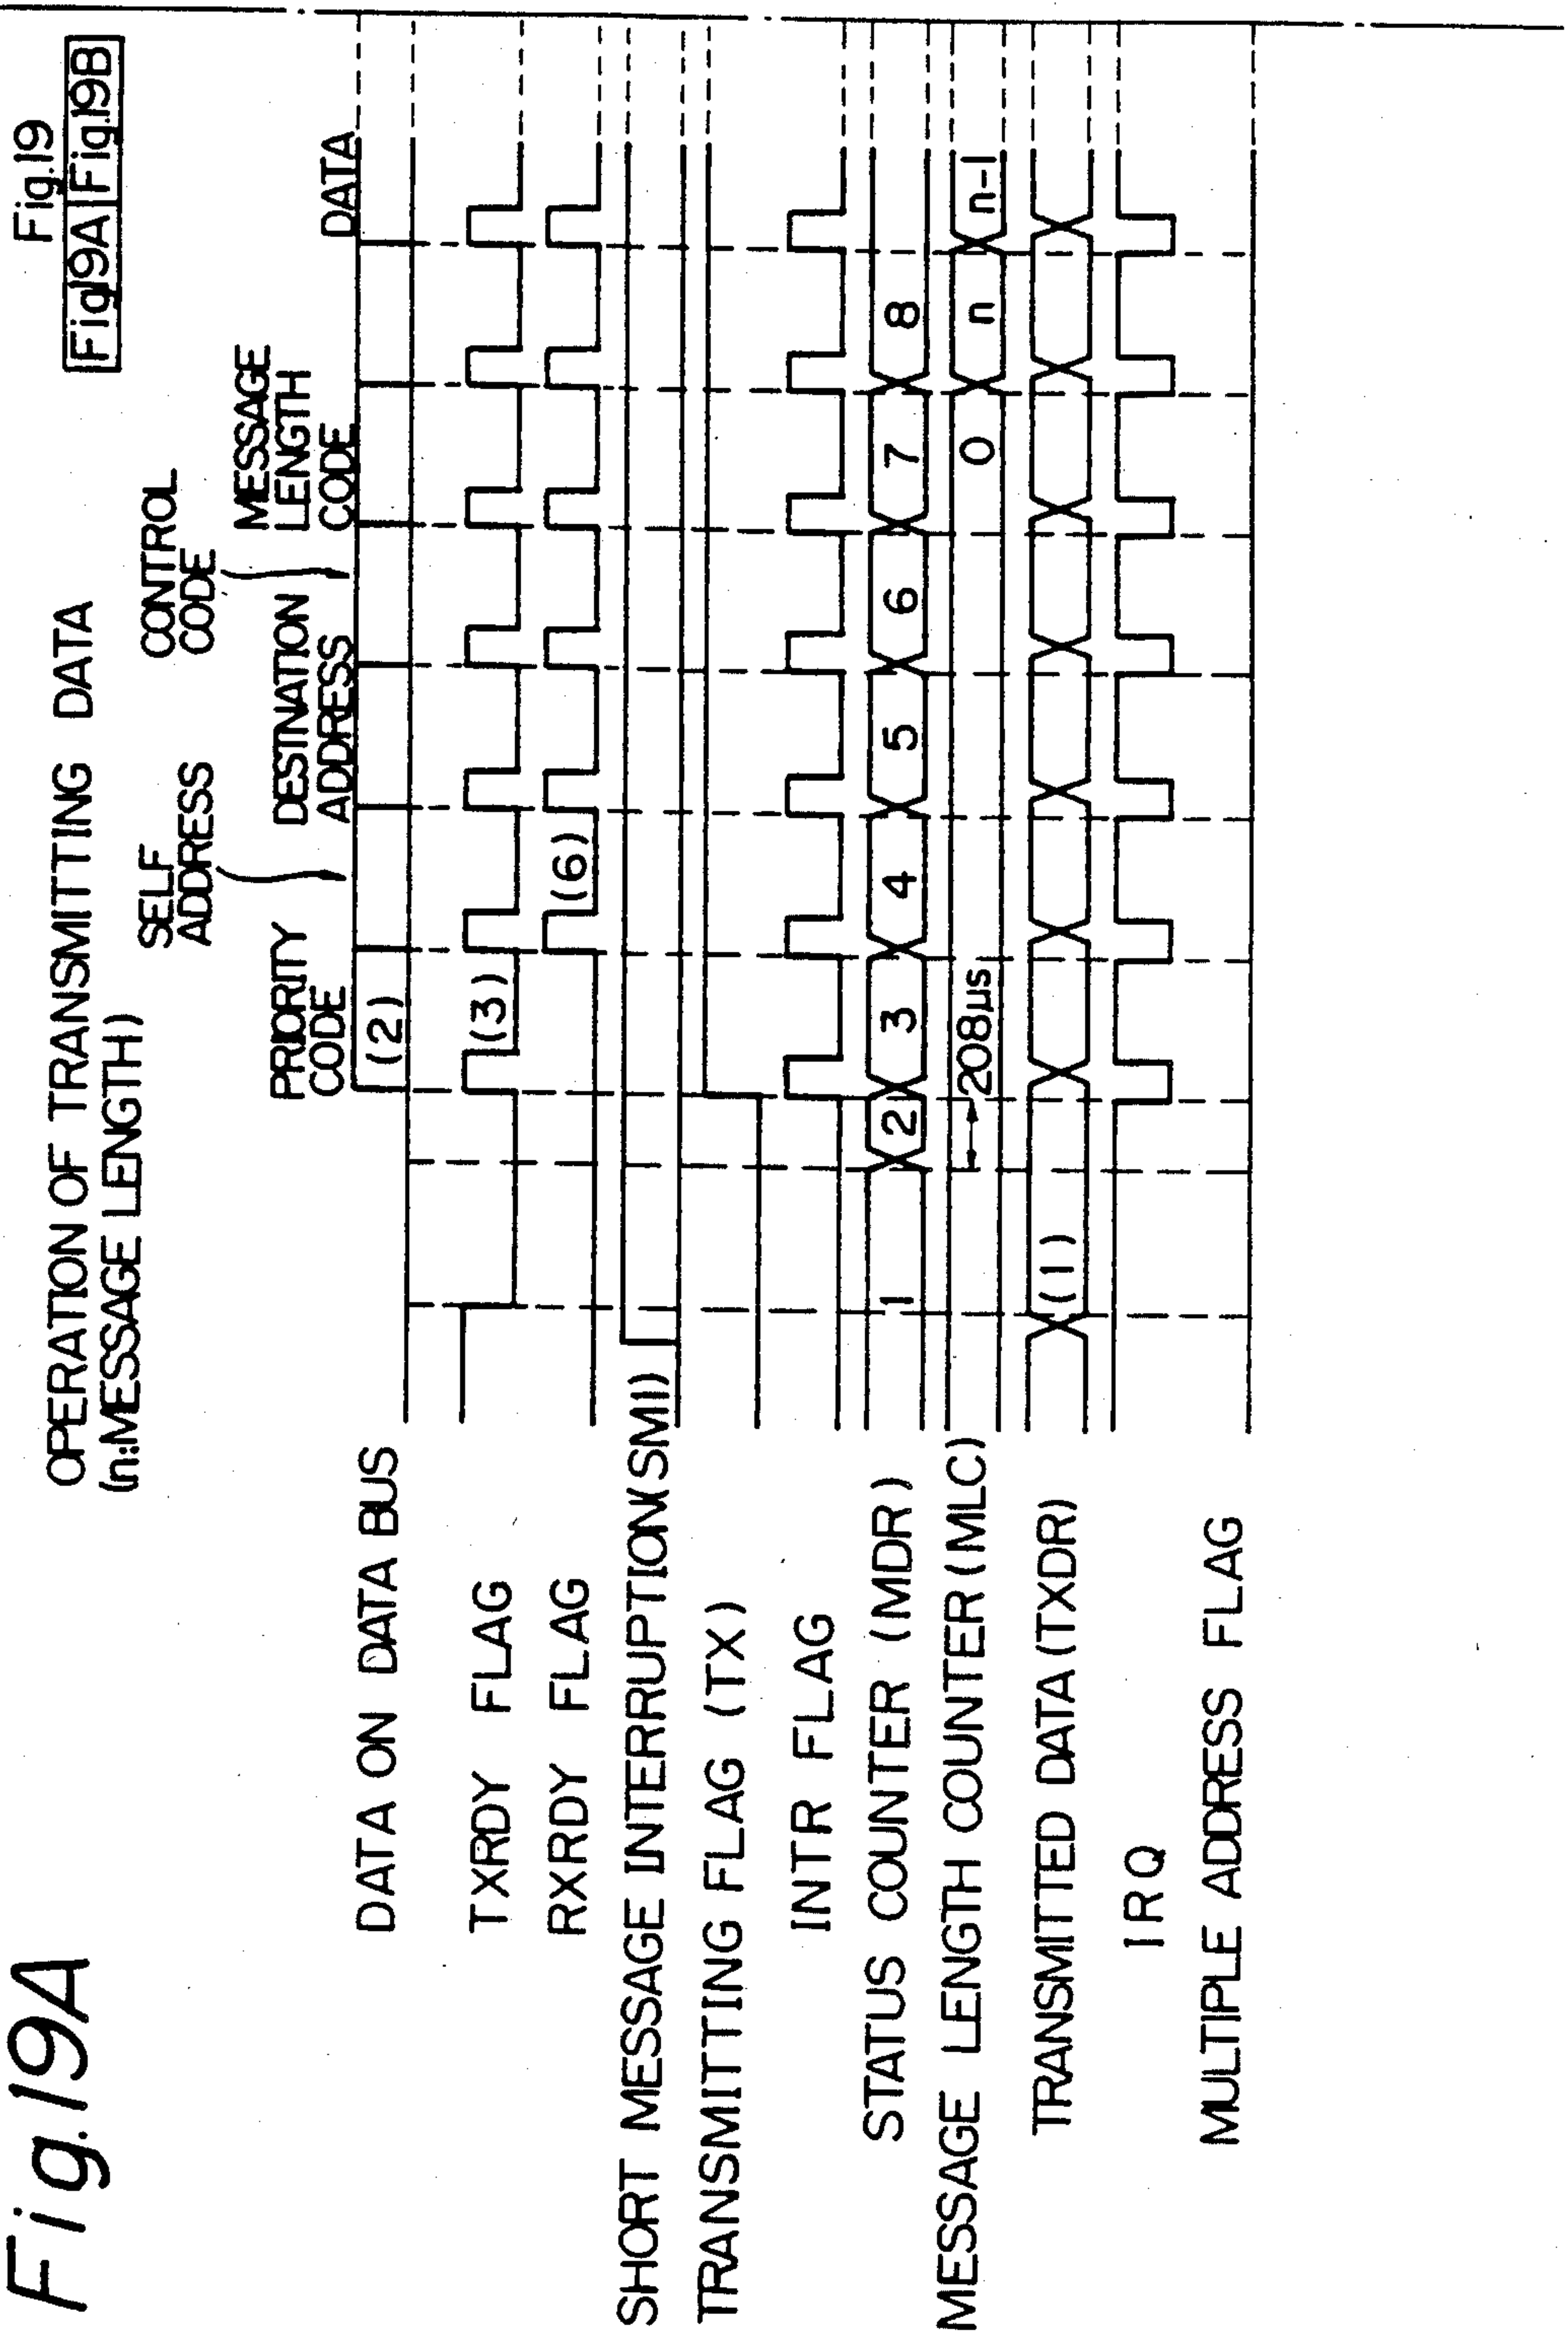 Fig.19A
Fig.19
Fig19A Fig.19B
OPERATION OF TRANSMITTING DATA
(n:MESSAGE LENGTH)
PRIORITY
CODE
SELF
ADDRESS
DESTINATION
ADDRESS
CONTROL
CODE
MESSAGE
LENGTH
CODE
DATA
DATA ON DATA BUS
(2)
TXRDY FLAG
(3)
RXRDY FLAG
(6)
SHORT MESSAGE INTERRUPTION(SMI)
TRANSMITTING FLAG (TX)
INTR FLAG
STATUS COUNTER (MDR)
1 2 3 4 5 6 7 8
MESSAGE LENGTH COUNTER(MLC)
208μs 0 n n-1
TRANSMITTED DATA(TXDR)
(1)
IRQ
MULTIPLE ADDRESS FLAG